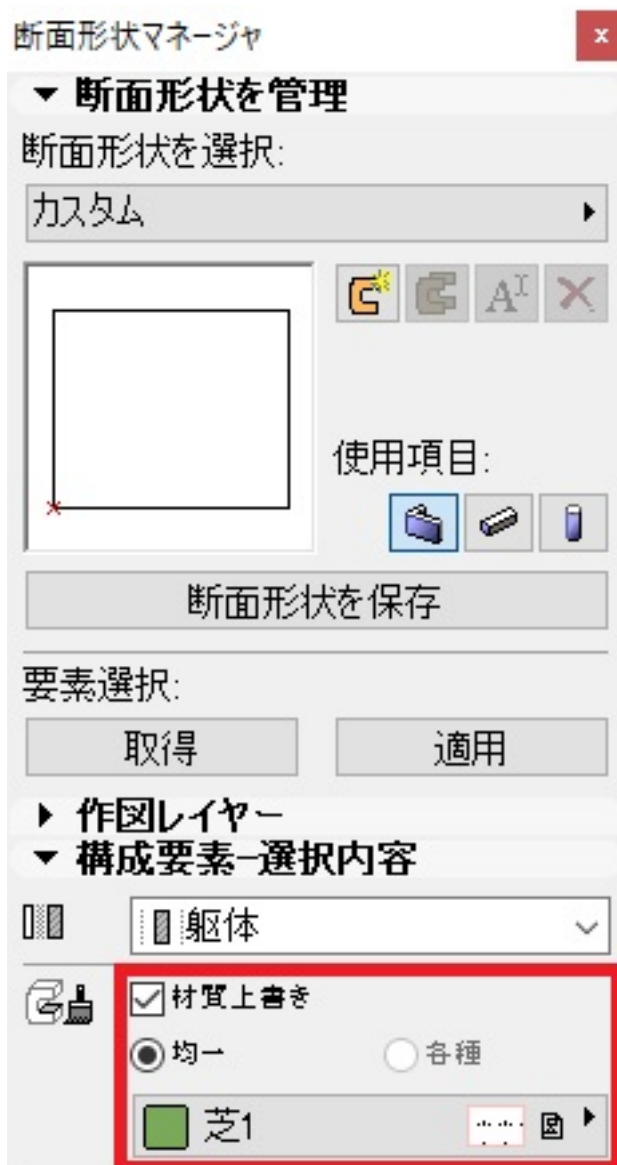 断面形状マネージャ
x
断面形状を管理
断面形状を選択:
カスタム
使用項目:
断面形状を保存
要素選択:
取得 適用
作図レイヤー
構成要素-選択内容
躯体
材質上書き
均一 各種
芝1